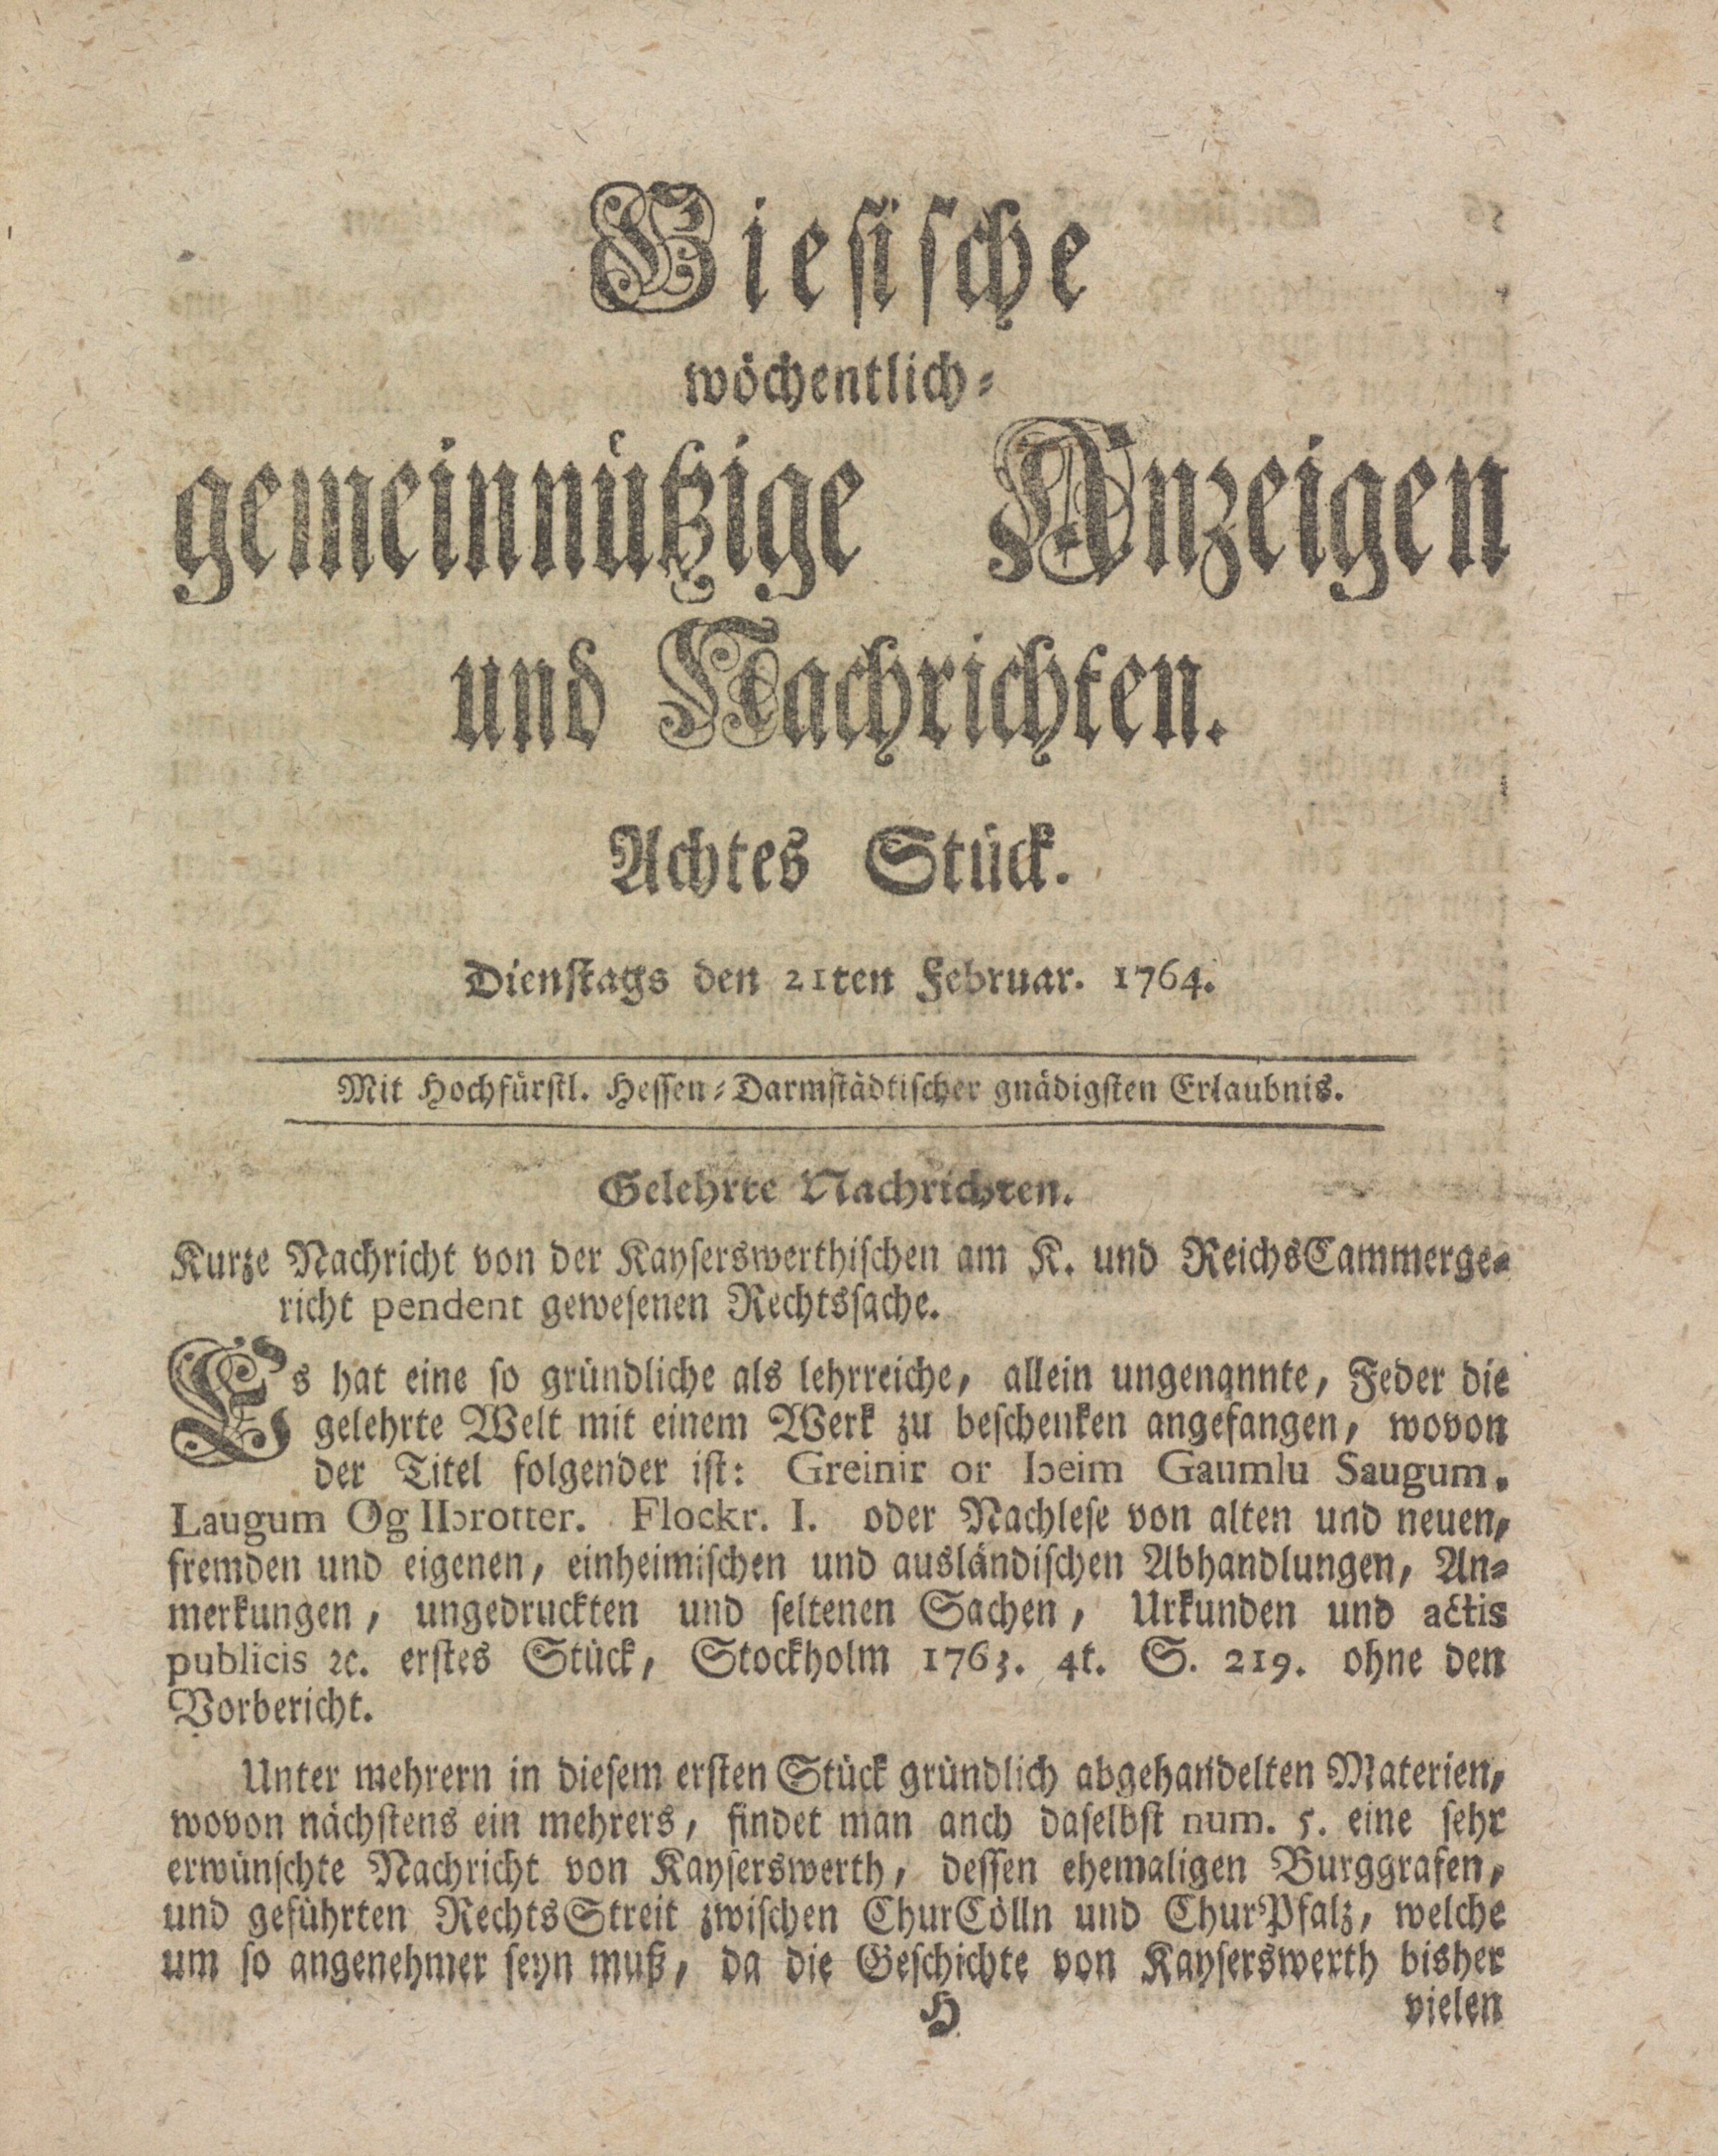 Giesische
wöchentlich-
gemeinnützige Anzeigen
und Nachrichten.
Achtes Stück.
Dienstags den 21ten Februar. 1764.
Mit Hochfürstl. Hessen-Darmstädtischer gnädigsten Erlaubnis.
Gelehrte Nachrichten.
Kurze Nachricht von der Kayserswerthischen am K. und ReichsCammerge-
richt pendent gewesenen Rechtssache.
Es hat eine so gründliche als lehrreiche, allein ungenannte, Feder die
gelehrte Welt mit einem Werk zu beschenken angefangen, wovon
der Titel folgender ist: Greinir or Iↄeim Gaumlu Saugum.
Laugum Og IIↄrotter. Flockr. I. oder Nachlese von alten und neuen,
fremden und eigenen, einheimischen und ausländischen Abhandlungen, An-
merkungen, ungedruckten und seltenen Sachen, Urkunden und actis
publicis ꝛc. erstes Stück, Stockholm 1763. 4t. S. 219. ohne den
Vorbericht.
Unter mehrern in diesem ersten Stück gründlich abgehandelten Materien,
wovon nächstens ein mehrers, findet man anch daselbst num. 5. eine sehr
erwünschte Nachricht von Kayserswerth, dessen ehemaligen Burggrafen,
und geführten RechtsStreit zwischen ChurCölln und ChurPfalz, welche
um so angenehmer seyn muß, da die Geschichte von Kayserswerth bisher
H vielen